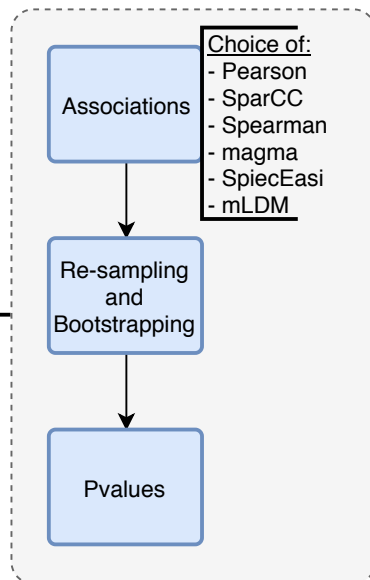 Associations
Choice of:
- Pearson
- SparCC
- Spearman
- magma
- SpiecEasi
- mLDM
Re-sampling
and
Bootstrapping
Pvalues